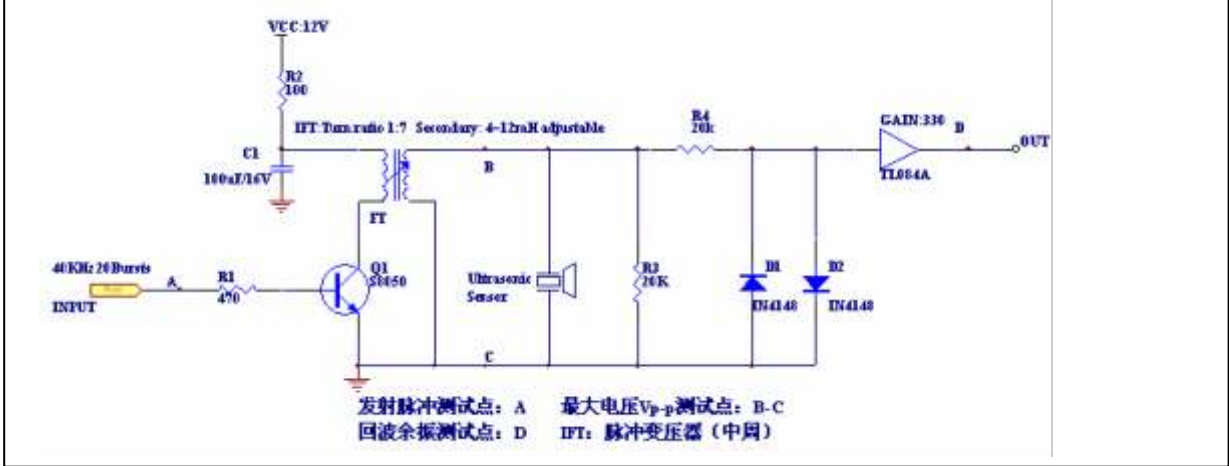 VCC:12V
R2
100
IFT:Turn ratio 1:7 Secondary: 4~12mH adjustable
R4
20k
GAIN:330
D
OUT
C1
100uF/16V
B
TL084A
FT
40KHz 20Bursts
A
R1
470
INPUT
Q1
S8050
Ultrasonic
Sensor
R3
20K
D1
IN4148
D2
IN4148
C
发射脉冲测试点：A 最大电压Vp-p测试点：B-C
回波余振测试点：D IFT：脉冲变压器（中周）